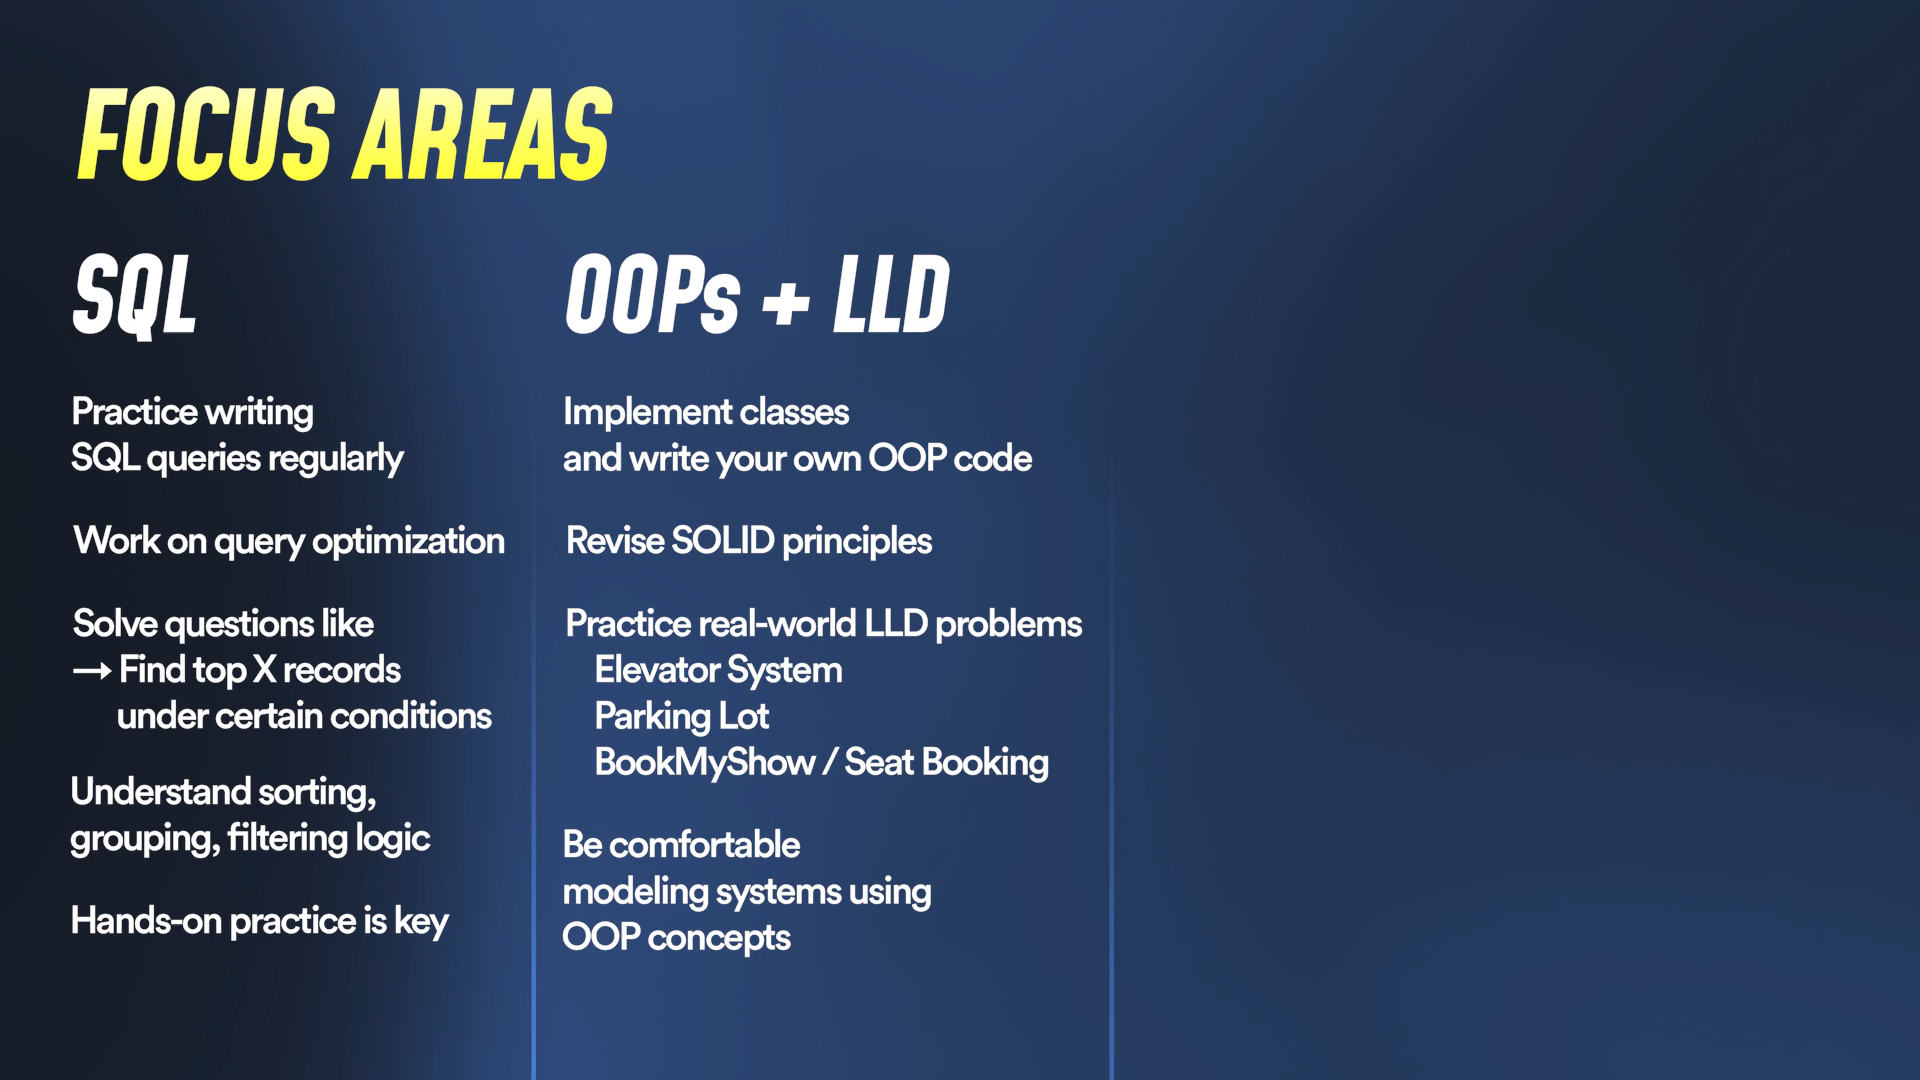 FOCUS AREAS
SQL
Practice writing
SQL queries regularly
Work on query optimization
Solve questions like
→ Find top X records
under certain conditions
Understand sorting,
grouping, filtering logic
Hands-on practice is key
OOPs + LLD
Implement classes
and write your own OOP code
Revise SOLID principles
Practice real-world LLD problems
Elevator System
Parking Lot
BookMyShow / Seat Booking
Be comfortable
modeling systems using
OOP concepts